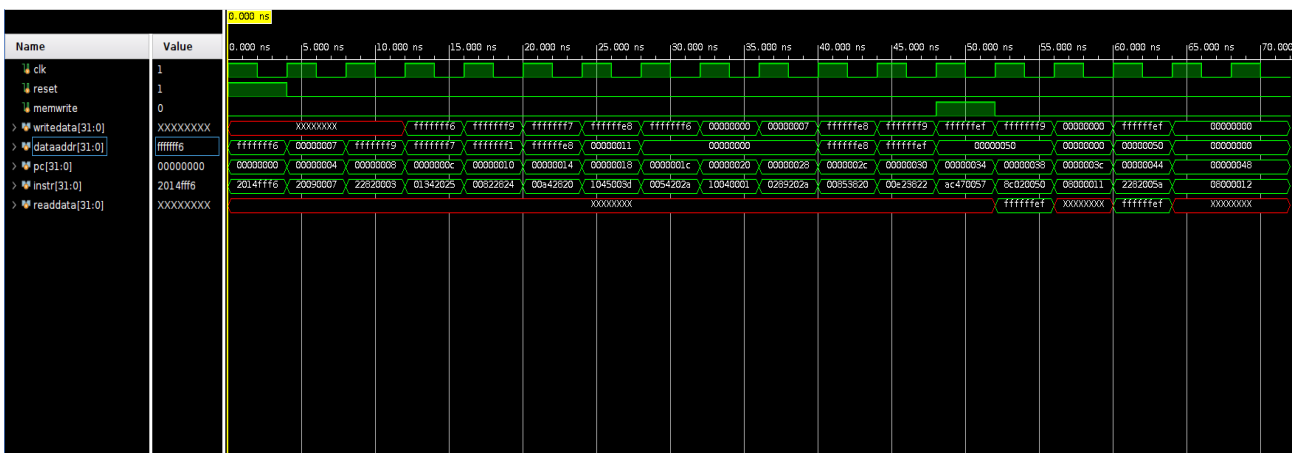 0.000 ns
Name Value 0.000 ns 5.000 ns 10.000 ns 15.000 ns 20.000 ns 25.000 ns 30.000 ns 35.000 ns 40.000 ns 45.000 ns 50.000 ns 55.000 ns 60.000 ns 65.000 ns 70.000
clk 1
reset 1
memwrite 0
writedata[31:0] XXXXXXXX XXXXXXXX fffffff6 fffffff9 fffffff7 ffffffe8 fffffff6 00000000 00000007 ffffffe8 fffffff9 ffffffef fffffff9 00000000 ffffffef 00000000
dataaddr[31:0] fffffff6 fffffff6 00000007 fffffff9 fffffff7 fffffff1 ffffffe8 00000011 00000000 ffffffe8 ffffffef 00000050 00000000 00000050 00000000
pc[31:0] 00000000 00000000 00000004 00000008 0000000c 00000010 00000014 00000018 0000001c 00000020 00000028 0000002c 00000030 00000034 00000038 0000003c 00000044 00000048
instr[31:0] 2014fff6 2014fff6 20090007 22820003 01342025 00822824 00a42820 1045003d 0054202a 10040001 0289202a 00853820 00e23822 ac470057 8c020050 08000011 2282005a 08000012
readdata[31:0] XXXXXXXX XXXXXXXX ffffffef XXXXXXXX ffffffef XXXXXXXX